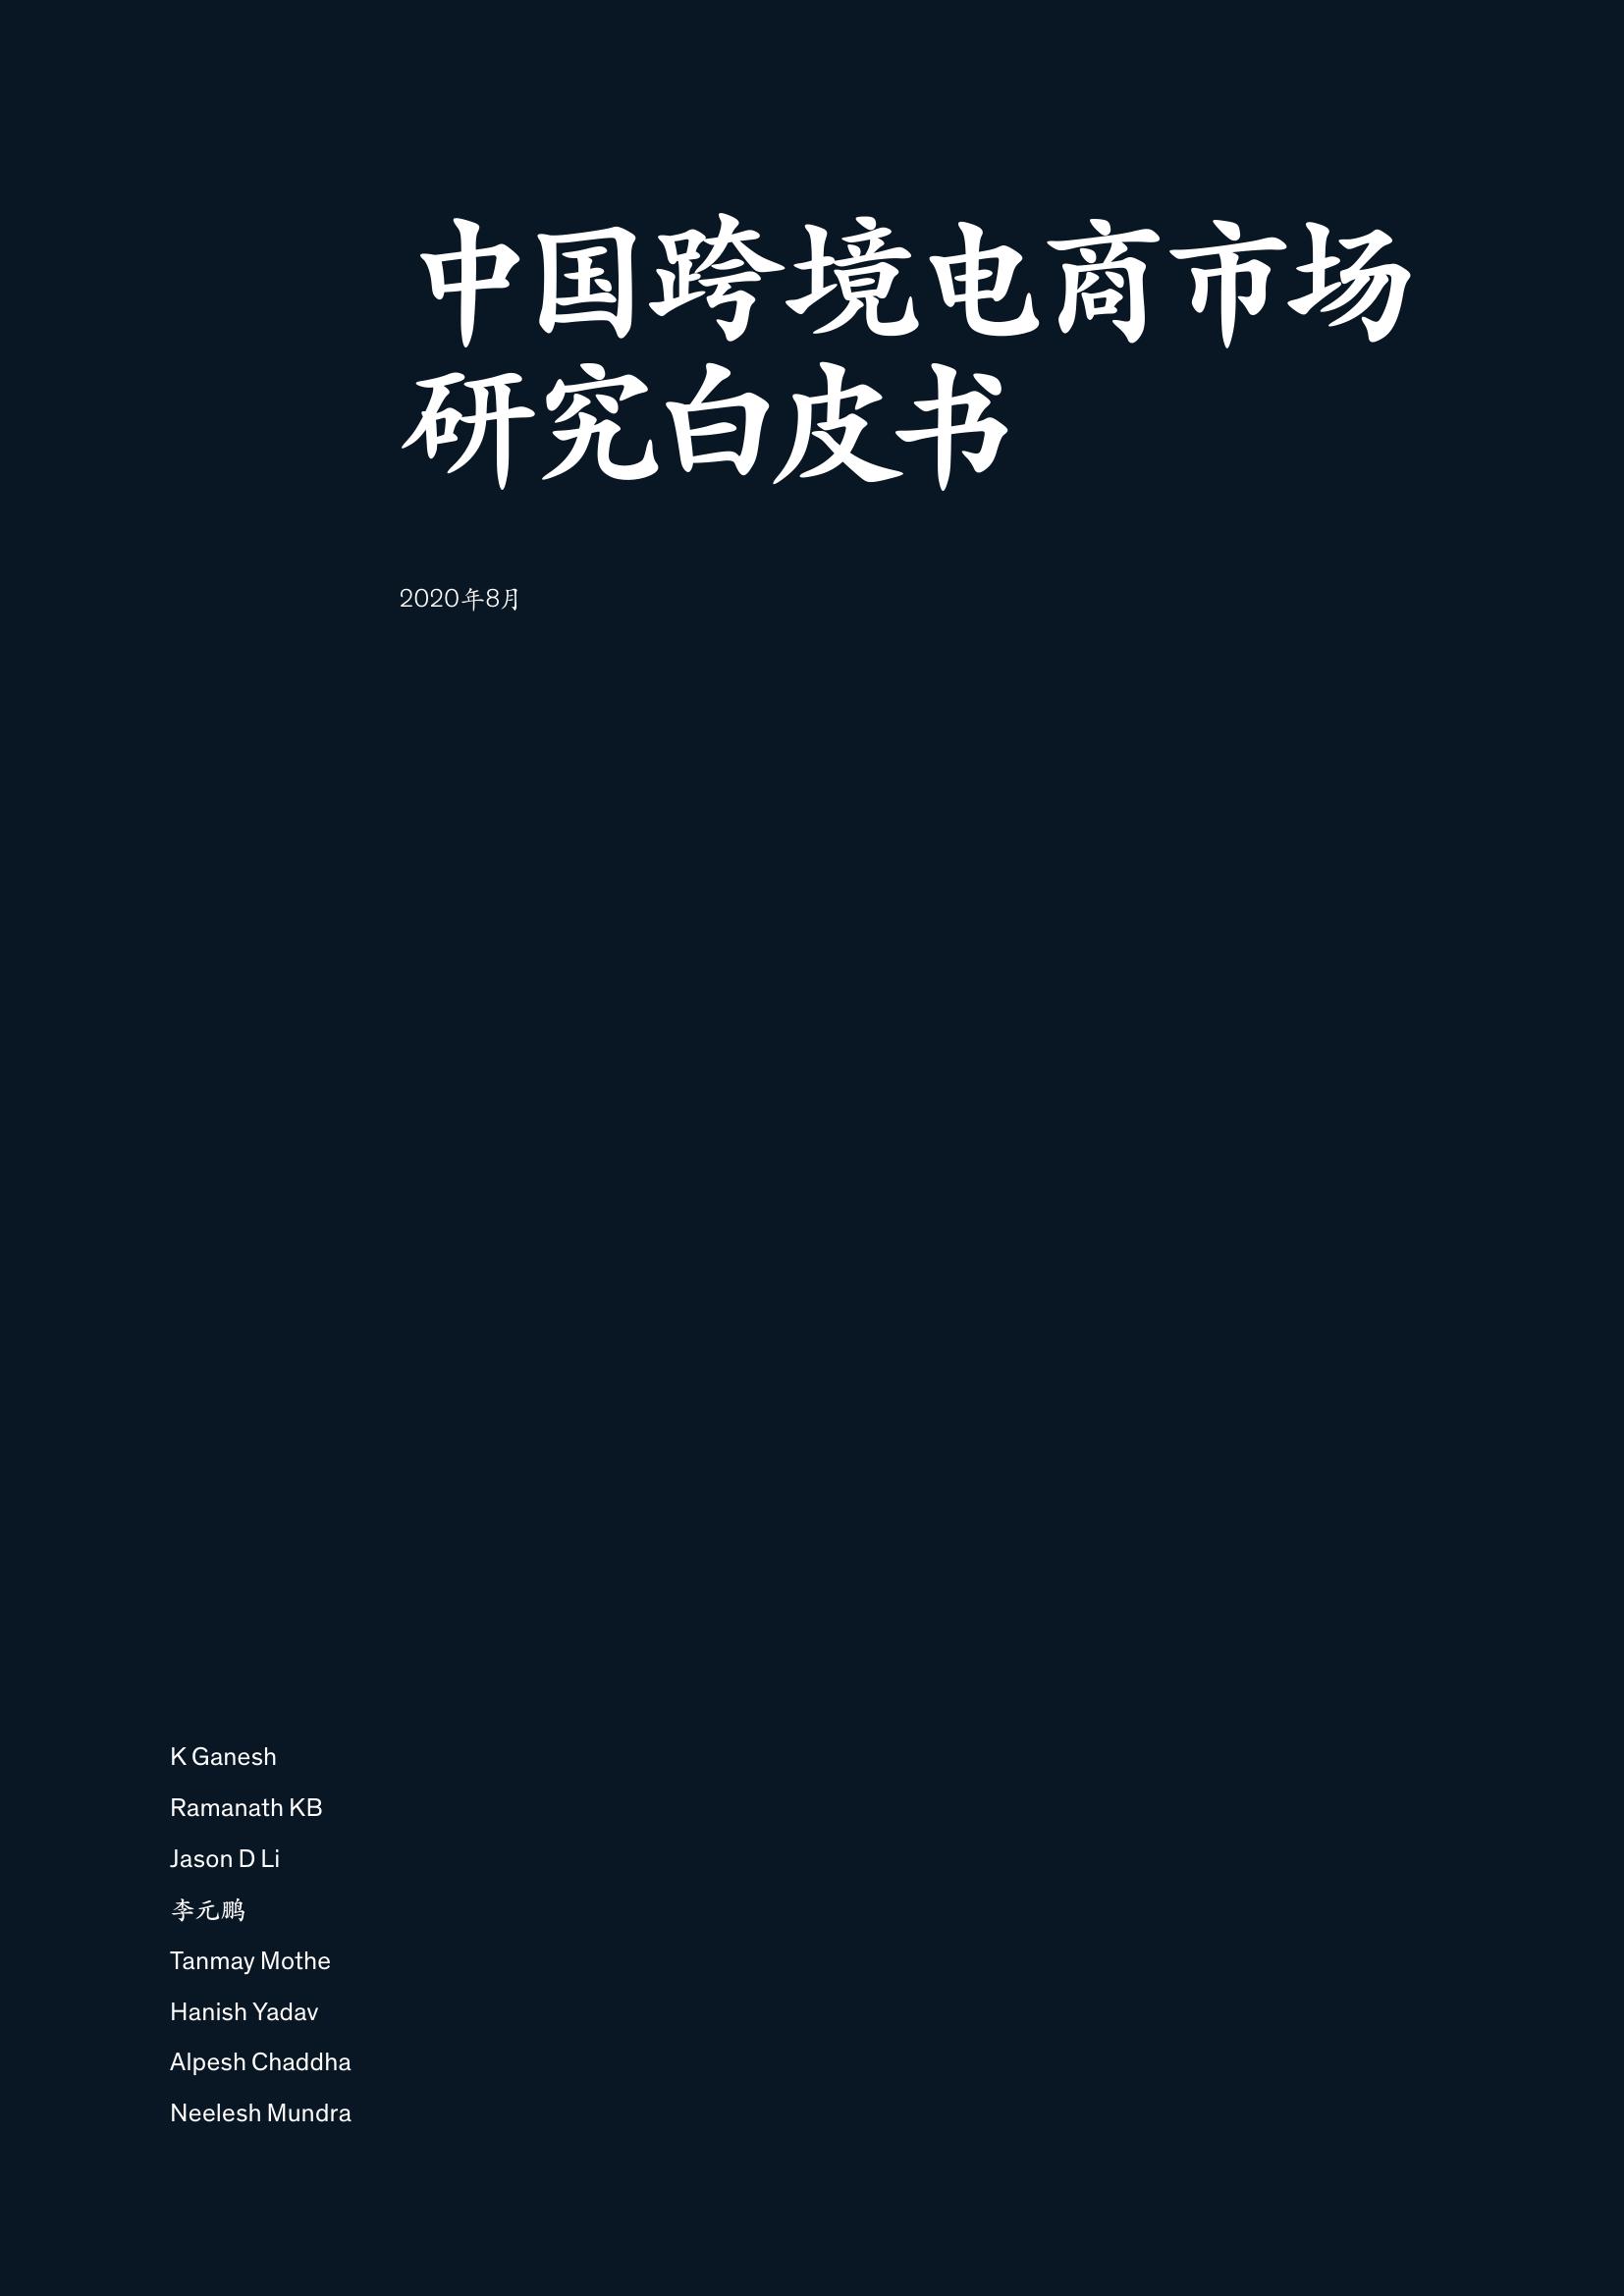 中国跨境电商市场
研究白皮书
2020年8月
K Ganesh
Ramanath KB
Jason D Li
李元鹏
Tanmay Mothe
Hanish Yadav
Alpesh Chaddha
Neelesh Mundra